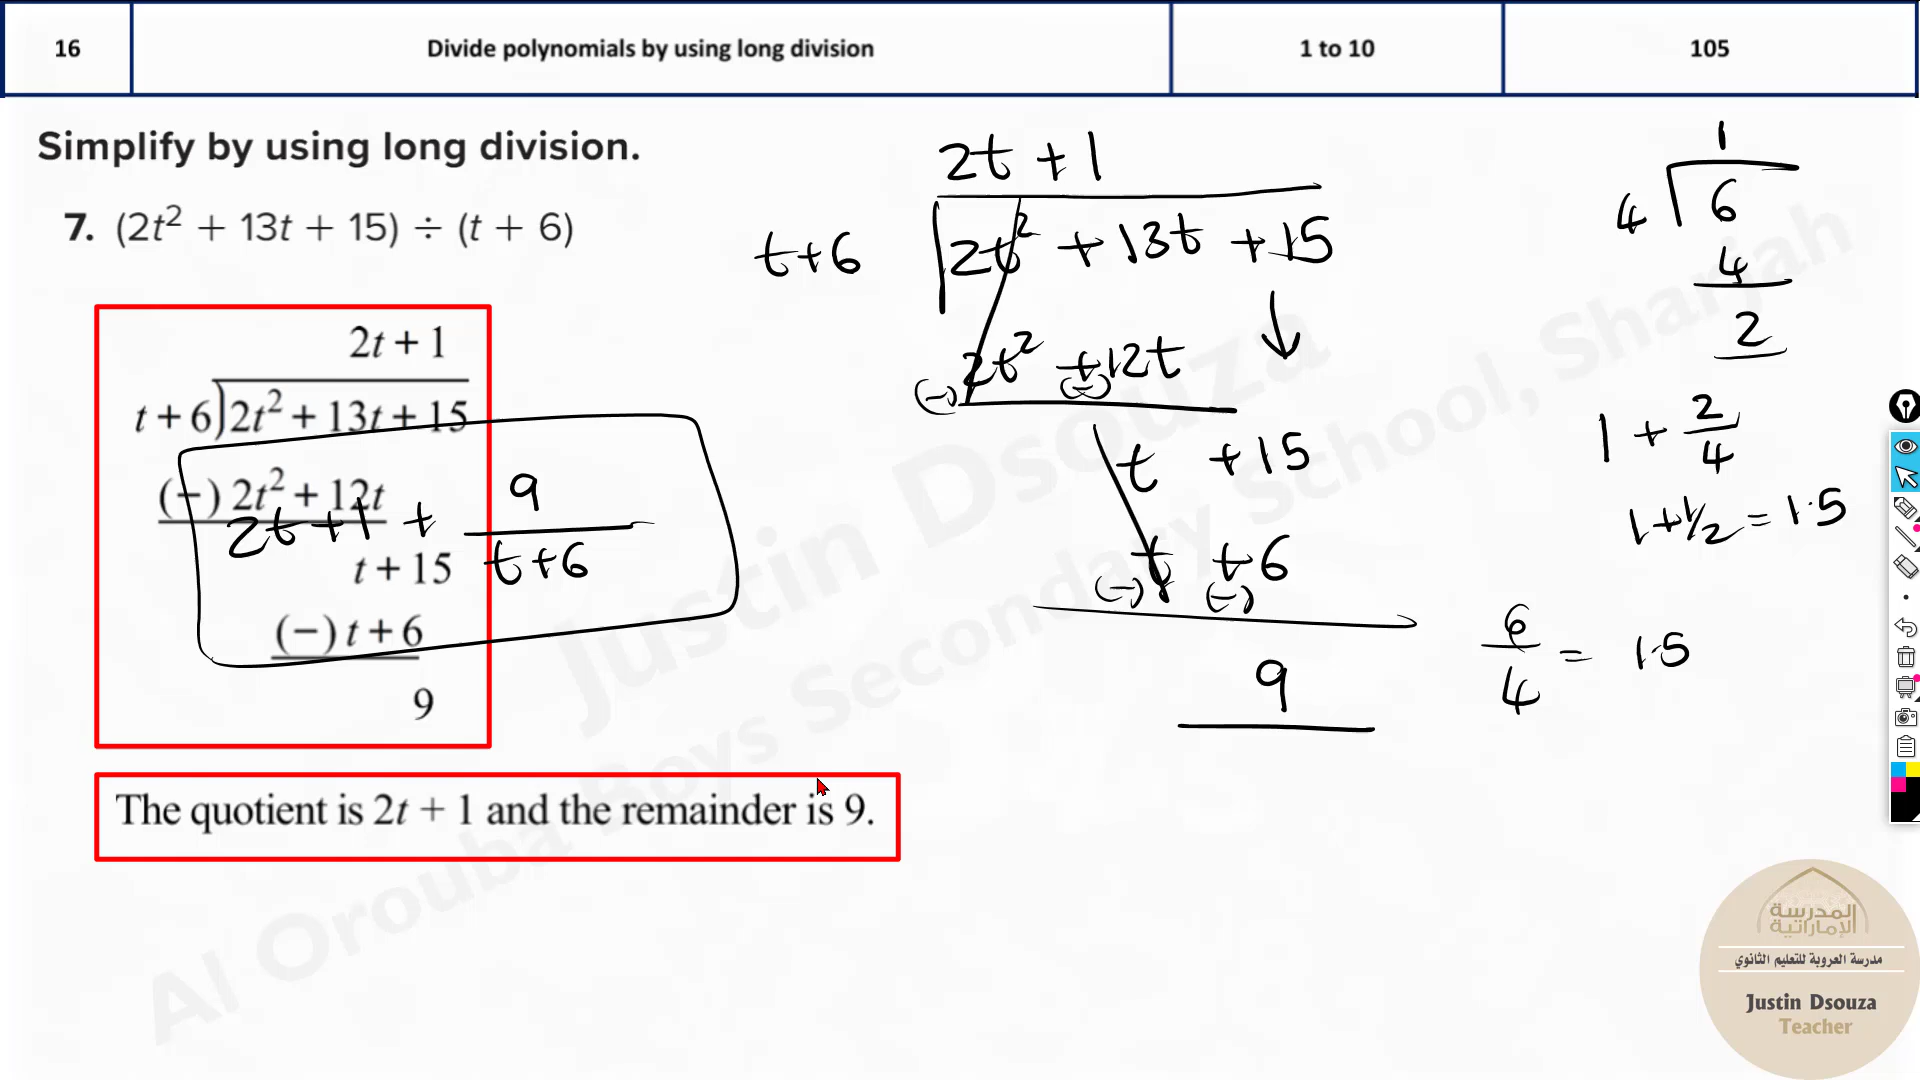 16 Divide polynomials by using long division 1 to 10 105
Simplify by using long division.
7. (2t² + 13t + 15) ÷ (t + 6)
2t + 1
t + 6)2t² + 13t + 15
(−) 2t² + 12t
t + 15
(−) t + 6
9
2t + 1 + 9/(t+6)
The quotient is 2t + 1 and the remainder is 9.
2t + 1
t+6 2t² + 13t + 15
2t² + 12t
(−) (−)
t + 15
t + 6
(−) (−)
9
1
4 6
4
2
1 + 2/4
1 + 1/2 = 1.5
6/4 = 1.5
Justin Dsouza
Al Orouba Boys Secondary School, Sharjah
المدرسة
الإماراتية
مدرسة العروبة للتعليم الثانوي
Justin Dsouza
Teacher